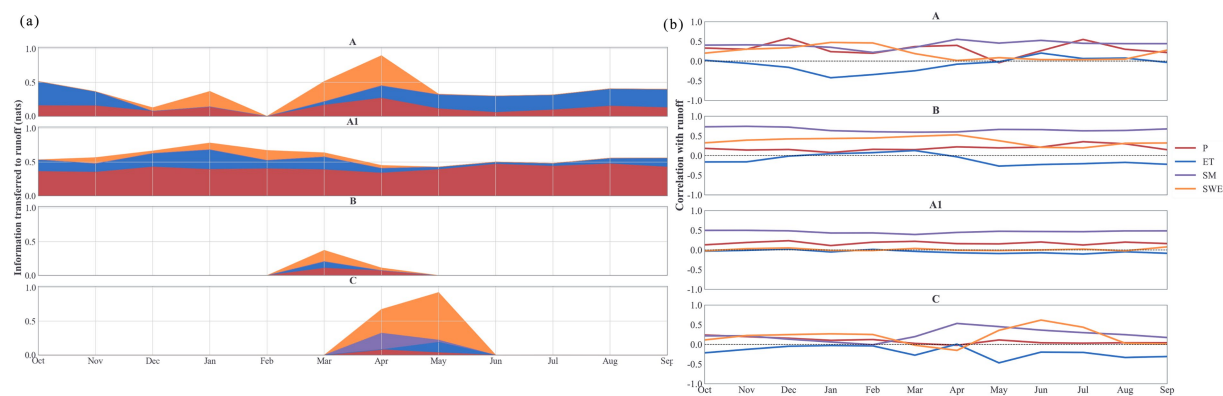 (a)
A
1.0
0.5
0.0
A1
1.0
0.5
0.0
B
1.0
0.5
0.0
C
1.0
0.5
0.0
Oct Nov Dec Jan Feb Mar Apr May Jun Jul Aug Sep
Information transferred to runoff (nats)
(b)
A
1.0
0.5
0.0
-0.5
-1.0
B
1.0
0.5
0.0
-0.5
-1.0
A1
1.0
0.5
0.0
-0.5
-1.0
C
1.0
0.5
0.0
-0.5
-1.0
Oct Nov Dec Jan Feb Mar Apr May Jun Jul Aug Sep
Correlation with runoff
P
ET
SM
SWE